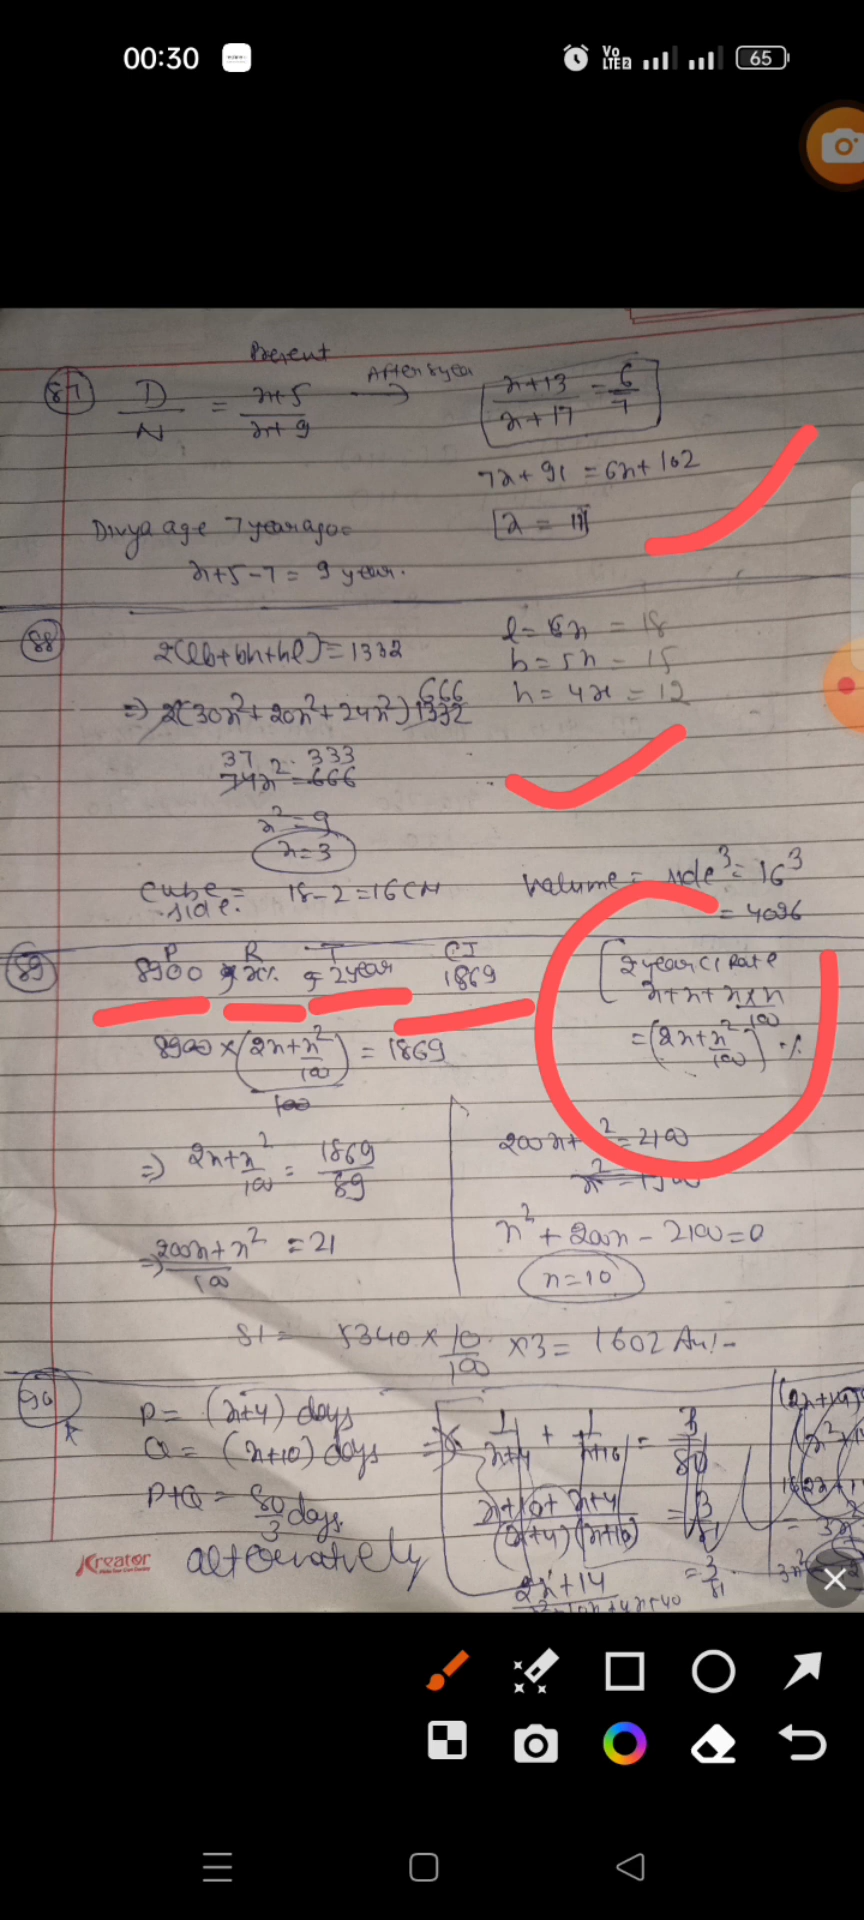 00:30
Vo
LTE2
65
Present
87 D/N = x+5/x+9 After 8 year → x+13/x+17 = 6/7
7x + 91 = 6x + 102
Divya age 7 year ago =
x = 11
x+5-7 = 9 year.
88 2(lb+bh+hl) = 1332
l = 6x = 18
b = 5x = 15
h = 4x = 12
⇒ 2(30x²+20x²+24x²) 1332 666
37 333
74x² = 666
x² = 9
x = 3
Cube side = 18-2 = 16 CM
Volume = side³ = 16³
= 4096
89 P R T CI
8900 x% 2 year 1869
2 year CI Rate
x + x + x×x/100
= (2x + x²/100) %
8900 × (2x + x²/100)/100 = 1869
⇒ 2x + x²/100 = 1869/89
200x + x² = 2100
⇒ 200x + x²/100 = 21
x² + 200x - 2100 = 0
x = 10
SI = 5340 × 10/100 × 3 = 1602 Au/-
90
P = (x+4) days
Q = (x+10) days
P+Q = 80/3 days
1/x+4 + 1/x+10 = 3/80
x+10+x+4/(x+4)(x+10)
2x+14
alternatively
Kreator